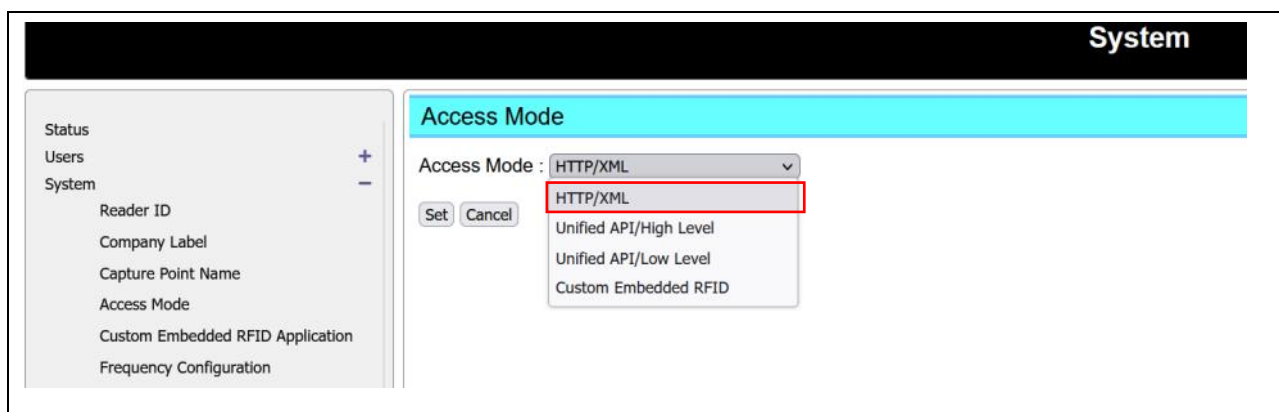 System
Status
Users +
System −
Reader ID
Company Label
Capture Point Name
Access Mode
Custom Embedded RFID Application
Frequency Configuration
Access Mode
Access Mode : HTTP/XML
HTTP/XML
Unified API/High Level
Unified API/Low Level
Custom Embedded RFID
Set Cancel